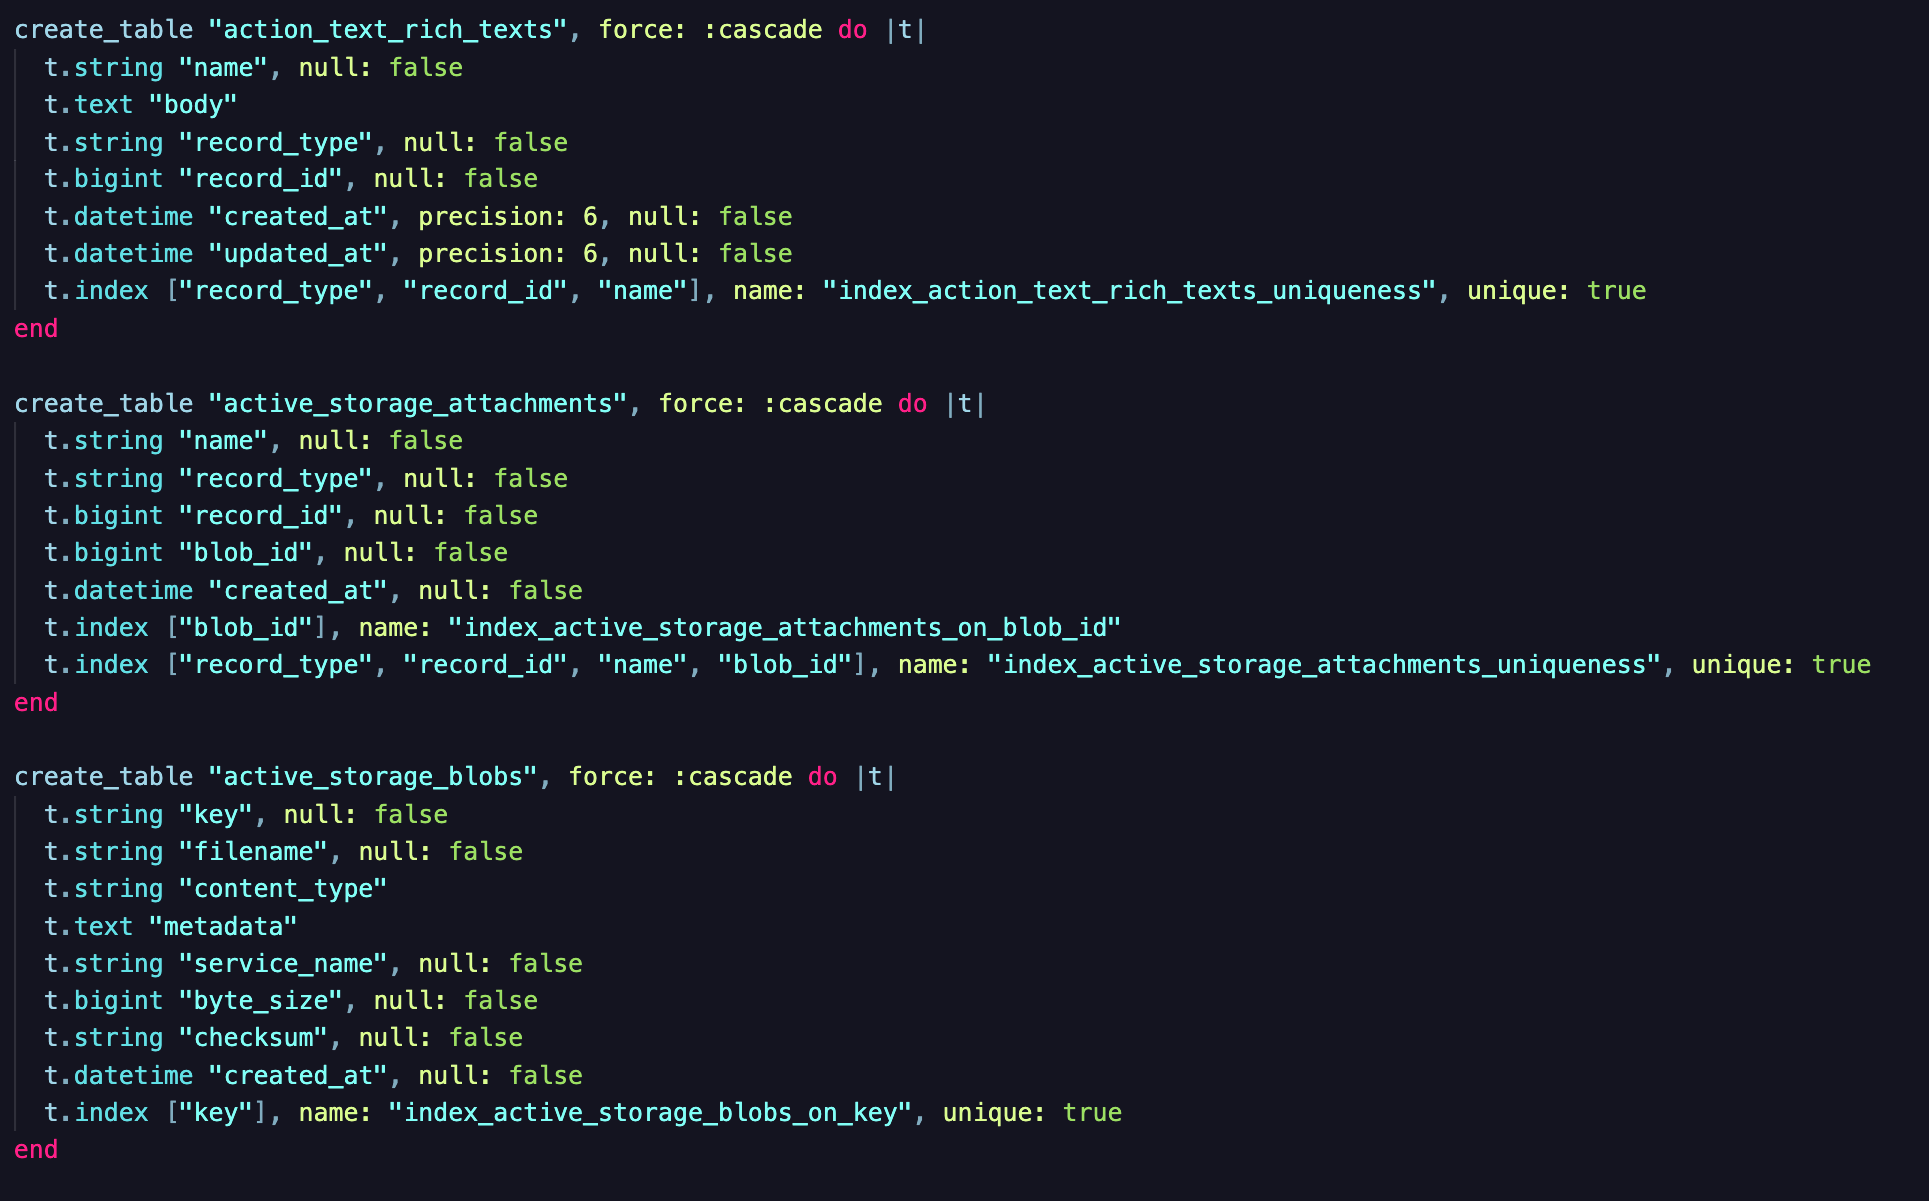 create_table "action_text_rich_texts", force: :cascade do |t|
  t.string "name", null: false
  t.text "body"
  t.string "record_type", null: false
  t.bigint "record_id", null: false
  t.datetime "created_at", precision: 6, null: false
  t.datetime "updated_at", precision: 6, null: false
  t.index ["record_type", "record_id", "name"], name: "index_action_text_rich_texts_uniqueness", unique: true
end

create_table "active_storage_attachments", force: :cascade do |t|
  t.string "name", null: false
  t.string "record_type", null: false
  t.bigint "record_id", null: false
  t.bigint "blob_id", null: false
  t.datetime "created_at", null: false
  t.index ["blob_id"], name: "index_active_storage_attachments_on_blob_id"
  t.index ["record_type", "record_id", "name", "blob_id"], name: "index_active_storage_attachments_uniqueness", unique: true
end

create_table "active_storage_blobs", force: :cascade do |t|
  t.string "key", null: false
  t.string "filename", null: false
  t.string "content_type"
  t.text "metadata"
  t.string "service_name", null: false
  t.bigint "byte_size", null: false
  t.string "checksum", null: false
  t.datetime "created_at", null: false
  t.index ["key"], name: "index_active_storage_blobs_on_key", unique: true
end